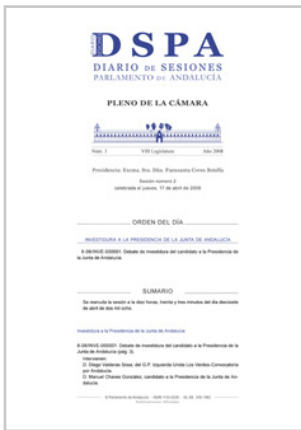 DIARIO
DSPA
DIARIO DE SESIONES
PARLAMENTO DE ANDALUCÍA
PLENO DE LA CÁMARA
Núm. VIII Legislatura Año 2008
Presidencia: Excma. Sra. Dña. Fuensanta Coves Botella
Sesión número 2
celebrada el jueves, 17 de abril de 2008
ORDEN DEL DÍA
INVESTIDURA A LA PRESIDENCIA DE LA JUNTA DE ANDALUCÍA
8-08/INVE-000001. Debate de investidura del candidato a la Presidencia de
la Junta de Andalucía.
SUMARIO
Se reanuda la sesión a las diez horas, treinta y tres minutos del día diecisiete
de abril de dos mil ocho.
Investidura a la Presidencia de la Junta de Andalucía
8-08/INVE-000001. Debate de investidura del candidato a la Presidencia de la
Junta de Andalucía (pág. 3).
Intervienen:
D. Diego Valderas Sosa, del G.P. Izquierda Unida Los Verdes-Convocatoria
por Andalucía.
D. Manuel Chaves González, candidato a la Presidencia de la Junta de An-
dalucía.